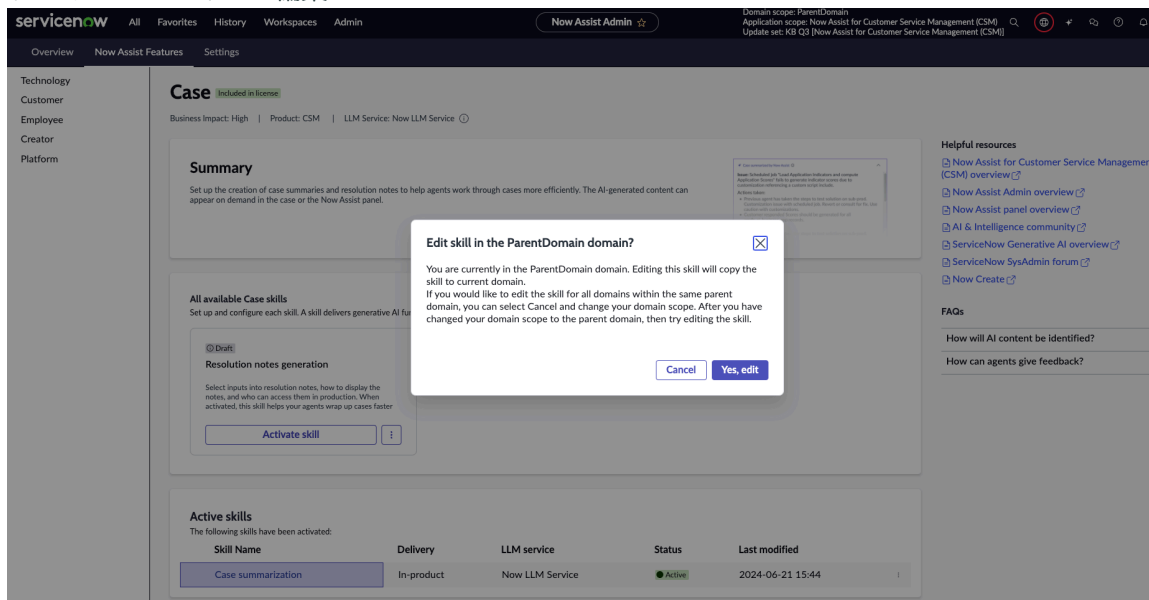 servicenow All Favorites History Workspaces Admin Now Assist Admin
Domain scope: ParentDomain
Application scope: Now Assist for Customer Service Management (CSM)
Update set: KB Q3 [Now Assist for Customer Service Management (CSM)]
Overview Now Assist Features Settings
Technology
Customer
Employee
Creator
Platform
Case Included in license
Business Impact: High | Product: CSM | LLM Service: Now LLM Service
Summary
Set up the creation of case summaries and resolution notes to help agents work through cases more efficiently. The AI-generated content can
appear on demand in the case or the Now Assist panel.
Edit skill in the ParentDomain domain?
You are currently in the ParentDomain domain. Editing this skill will copy the
skill to current domain.
If you would like to edit the skill for all domains within the same parent
domain, you can select Cancel and change your domain scope. After you have
changed your domain scope to the parent domain, then try editing the skill.
Cancel Yes, edit
All available Case skills
Set up and configure each skill. A skill delivers generative AI
Draft
Resolution notes generation
Select inputs into resolution notes, how to display the
notes, and who can access them in production. When
activated, this skill helps your agents wrap up cases faster
Activate skill
Active skills
The following skills have been activated:
Skill Name Delivery LLM service Status Last modified
Case summarization In-product Now LLM Service Active 2024-06-21 15:44
Helpful resources
Now Assist for Customer Service Managemen
(CSM) overview
Now Assist Admin overview
Now Assist panel overview
AI & Intelligence community
ServiceNow Generative AI overview
ServiceNow SysAdmin forum
Now Create
FAQs
How will AI content be identified?
How can agents give feedback?